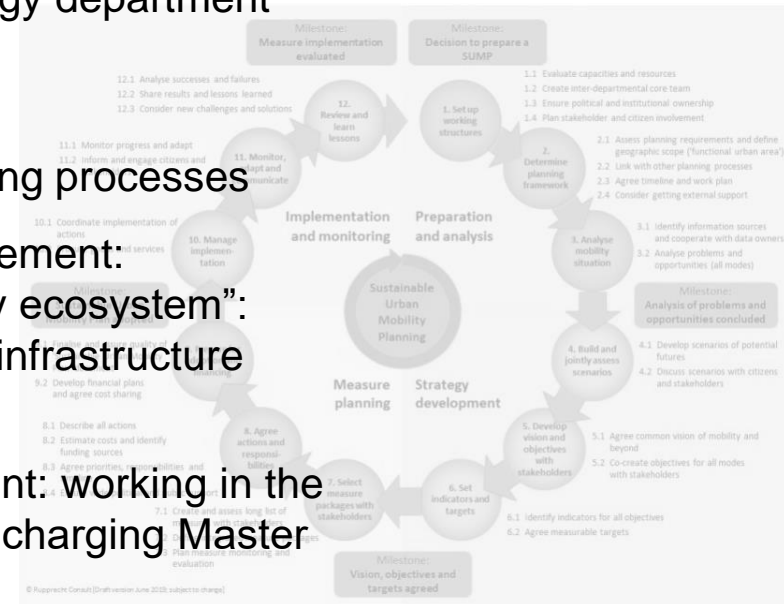 gy department
ng processes
ement:
y ecosystem":
infrastructure
nt: working in the
charging Master
Milestone:
Measure implementation
evaluated
Milestone:
Decision to prepare a
SUMP
12.1 Analyse successes and failures
12.2 Share results and lessons learned
12.3 Consider new challenges and solutions
12.
Review and
learn
lessons
1. Set up
working
structures
1.1 Evaluate capacities and resources
1.2 Create inter-departmental core team
1.3 Ensure political and institutional ownership
1.4 Plan stakeholder and citizen involvement
11.1 Monitor progress and adapt
11.2 Inform and engage citizens and
11. Monitor,
adapt and
communicate
2.
Determine
planning
framework
2.1 Assess planning requirements and define
geographic scope ('functional urban area')
2.2 Link with other planning processes
2.3 Agree timeline and work plan
2.4 Consider getting external support
10.1 Coordinate implementation of
actions
and services
10. Manage
implemen-
tation
Implementation
and monitoring
Preparation
and analysis
3. Analyse
mobility
situation
3.1 Identify information sources
and cooperate with data owners
3.2 Analyse problems and
opportunities (all modes)
Sustainable
Urban
Mobility
Planning
Milestone:
Analysis of problems and
opportunities concluded
financing
9.2 Develop financial plans
and agree cost sharing
4. Build and
jointly assess
scenarios
4.1 Develop scenarios of potential
futures
4.2 Discuss scenarios with citizens
and stakeholders
Measure
planning
Strategy
development
8.1 Describe all actions
8.2 Estimate costs and identify
funding sources
8.3 Agree priorities, responsibilities and
8. Agree
actions and
responsi-
bilities
5. Develop
vision and
objectives
with
stakeholders
5.1 Agree common vision of mobility and
beyond
5.2 Co-create objectives for all modes
with stakeholders
7. Select
measure
packages with
stakeholders
6. Set
indicators and
targets
7.1 Create and assess long list of
measures with stakeholders
Plan measure monitoring and
evaluation
6.1 Identify indicators for all objectives
6.2 Agree measurable targets
Milestone:
Vision, objectives and
targets agreed
© Rupprecht Consult (Draft version June 2019; subject to change)